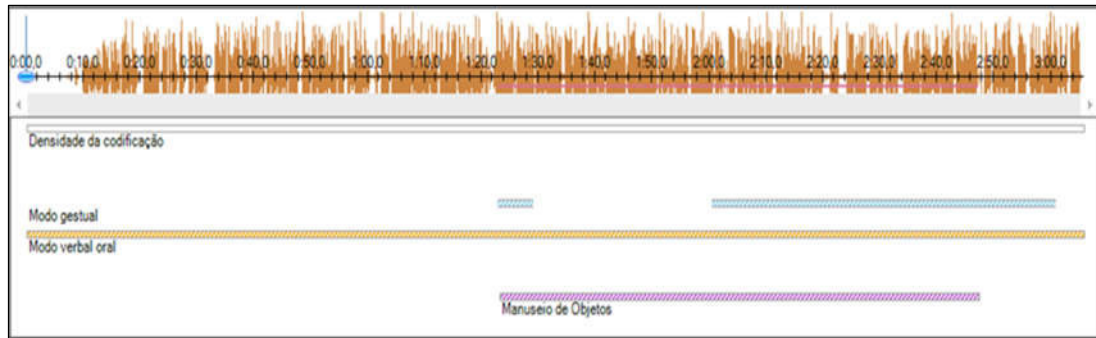 0:00,0 0:10,0 0:20,0 0:30,0 0:40,0 0:50,0 1:00,0 1:10,0 1:20,0 1:30,0 1:40,0 1:50,0 2:00,0 2:10,0 2:20,0 2:30,0 2:40,0 2:50,0 3:00,0
Densidade da codificação
Modo gestual
Modo verbal oral
Manuseio de Objetos